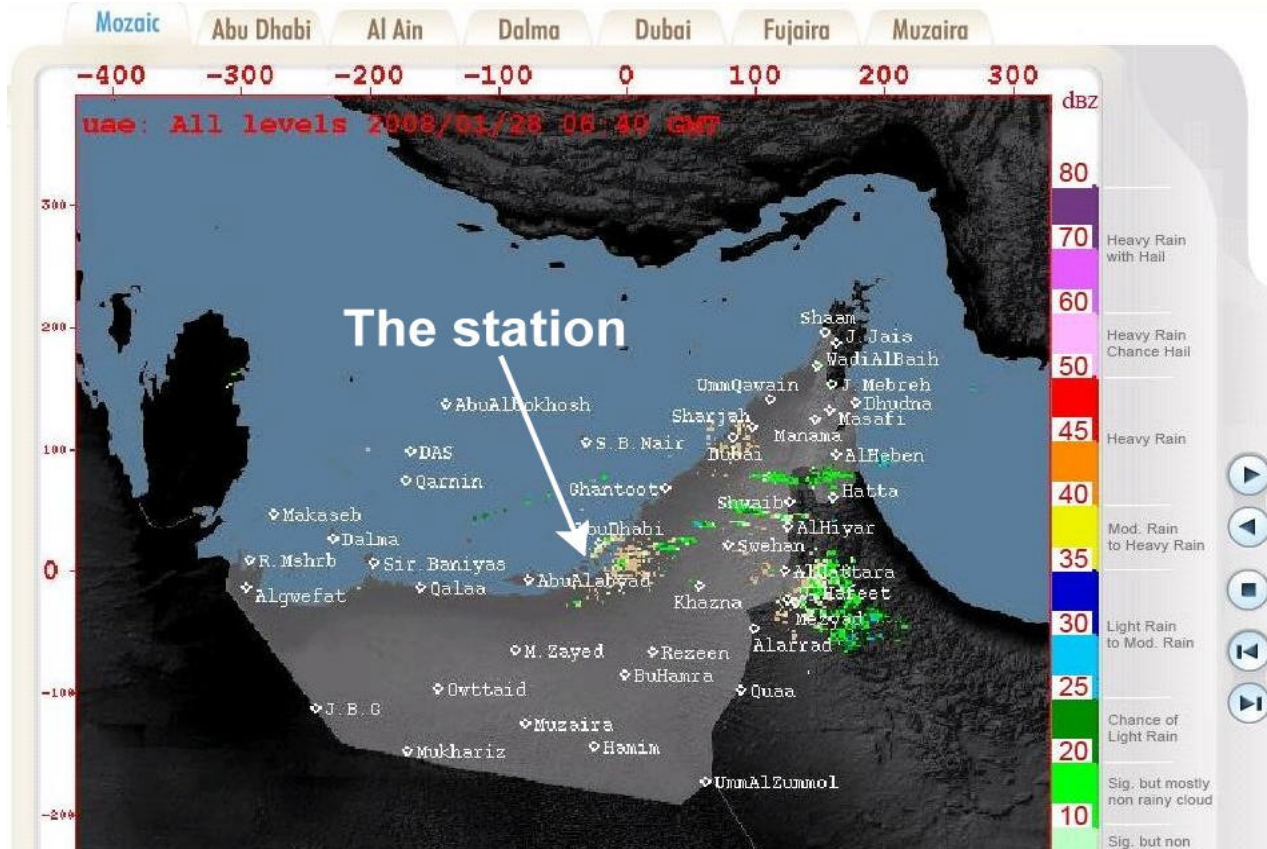 Mozaic Abu Dhabi Al Ain Dalma Dubai Fujaira Muzaira
-400 -300 -200 -100 0 100 200 300
dBZ
uae: All levels 2008/01/28 06:40 GMT
80
300
70
Heavy Rain
with Hail
60
The station
Shaam
200
J. Jais
Heavy Rain
Chance Hail
WadiAlBaih
50
UmmQawain
J. Mebreh
AbuAlBokhosh
Dhudna
Sharjah
Masafi
45
Manama
Heavy Rain
S.B.Nair
100
DAS
Dubai
AlHeben
Qarnin
Ghantoot
Hatta
40
Shwaib
Makaseb
AbuDhabi
AlHiyar
Mod. Rain
to Heavy Rain
Dalma
Swehan
35
R.Mshrb
Sir Baniyas
0
AbuAlabyad
AlQattara
Algwefat
Qalaa
Khazna
Hafeet
Mezyad
30
Light Rain
to Mod. Rain
Alarrad
M.Zayed
Rezeen
BuHamra
25
-100
Owttaid
Quaa
J.B.G
Muzaira
Chance of
Light Rain
Mukhariz
Hamim
20
UmmAlZummol
Sig. but mostly
non rainy cloud
-200
10
Sig. but non